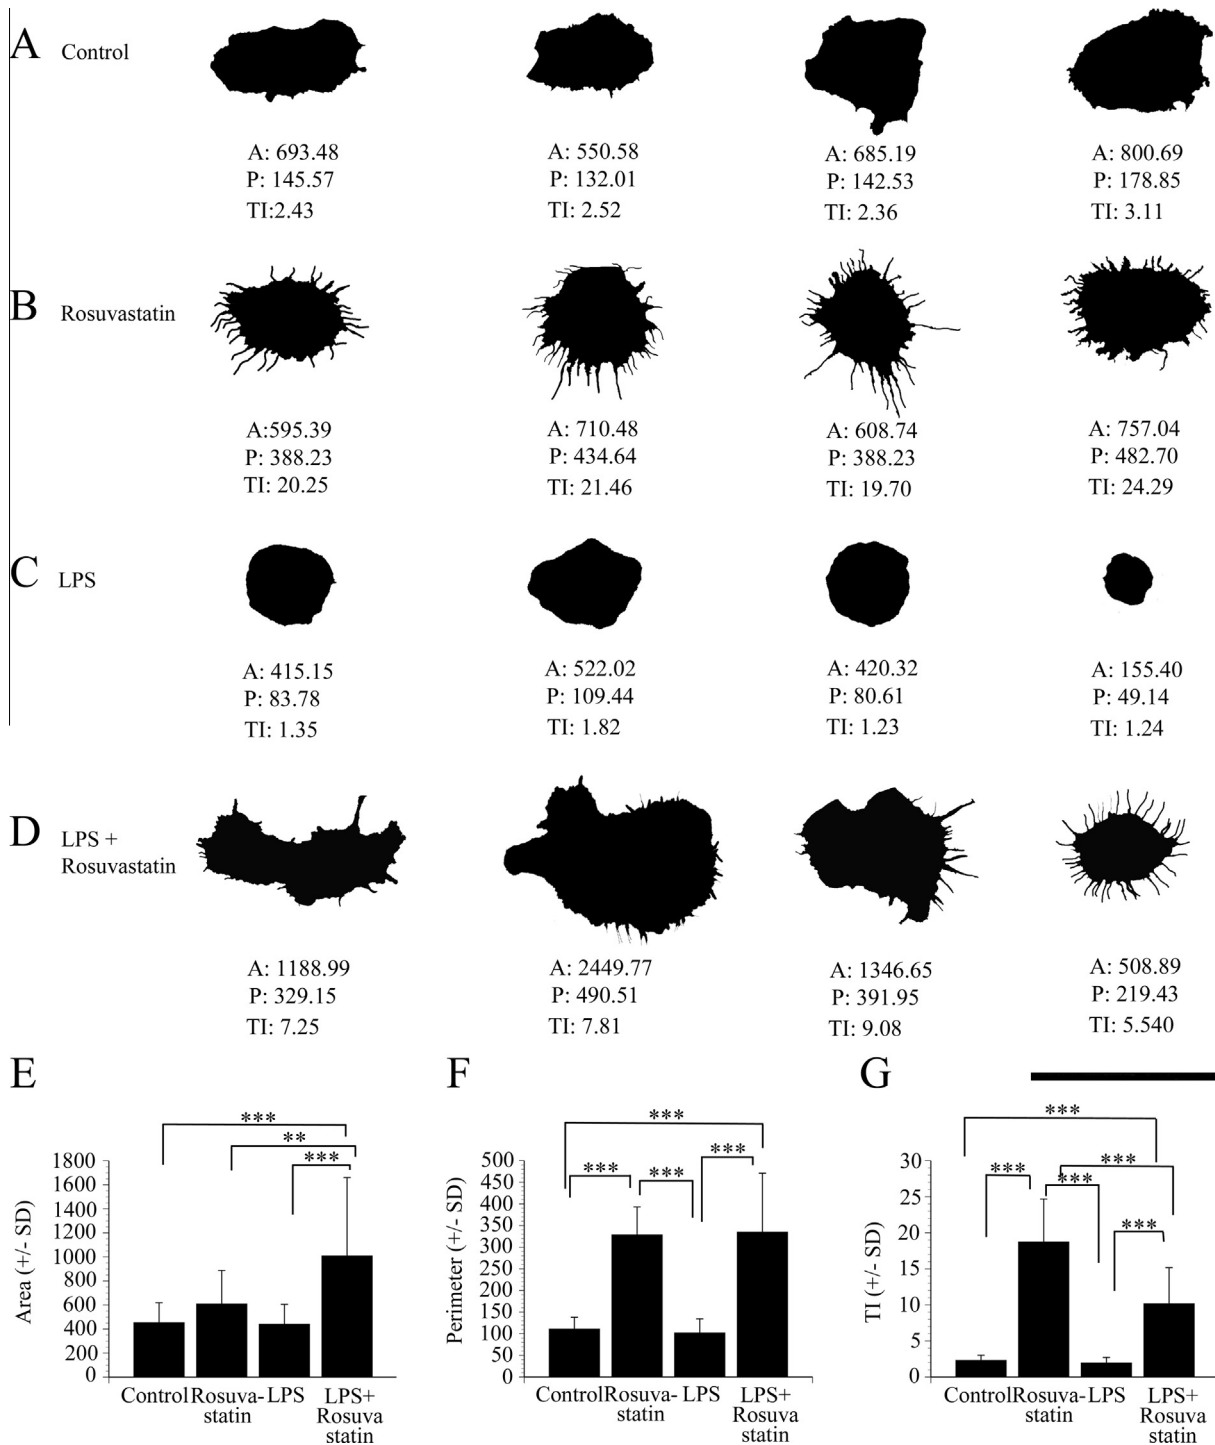 A Control
A: 693.48 A: 550.58 A: 685.19 A: 800.69
P: 145.57 P: 132.01 P: 142.53 P: 178.85
TI:2.43 TI: 2.52 TI: 2.36 TI: 3.11
B Rosuvastatin
A:595.39 A: 710.48 A: 608.74 A: 757.04
P: 388.23 P: 434.64 P: 388.23 P: 482.70
TI: 20.25 TI: 21.46 TI: 19.70 TI: 24.29
C LPS
A: 415.15 A: 522.02 A: 420.32 A: 155.40
P: 83.78 P: 109.44 P: 80.61 P: 49.14
TI: 1.35 TI: 1.82 TI: 1.23 TI: 1.24
D LPS +
Rosuvastatin
A: 1188.99 A: 2449.77 A: 1346.65 A: 508.89
P: 329.15 P: 490.51 P: 391.95 P: 219.43
TI: 7.25 TI: 7.81 TI: 9.08 TI: 5.540
E
***
**
***
Area (+/- SD)
1800
1600
1400
1200
1000
800
600
400
200
0
Control Rosuva- LPS LPS+
statin Rosuva
statin
F
***
***
*** ***
Perimeter (+/- SD)
500
450
400
350
300
250
200
150
100
50
0
Control Rosuva- LPS LPS+
statin Rosuva
statin
G
***
***
*** ***
***
TI (+/- SD)
30
25
20
15
10
5
0
Control Rosuva- LPS LPS+
statin Rosuva
statin